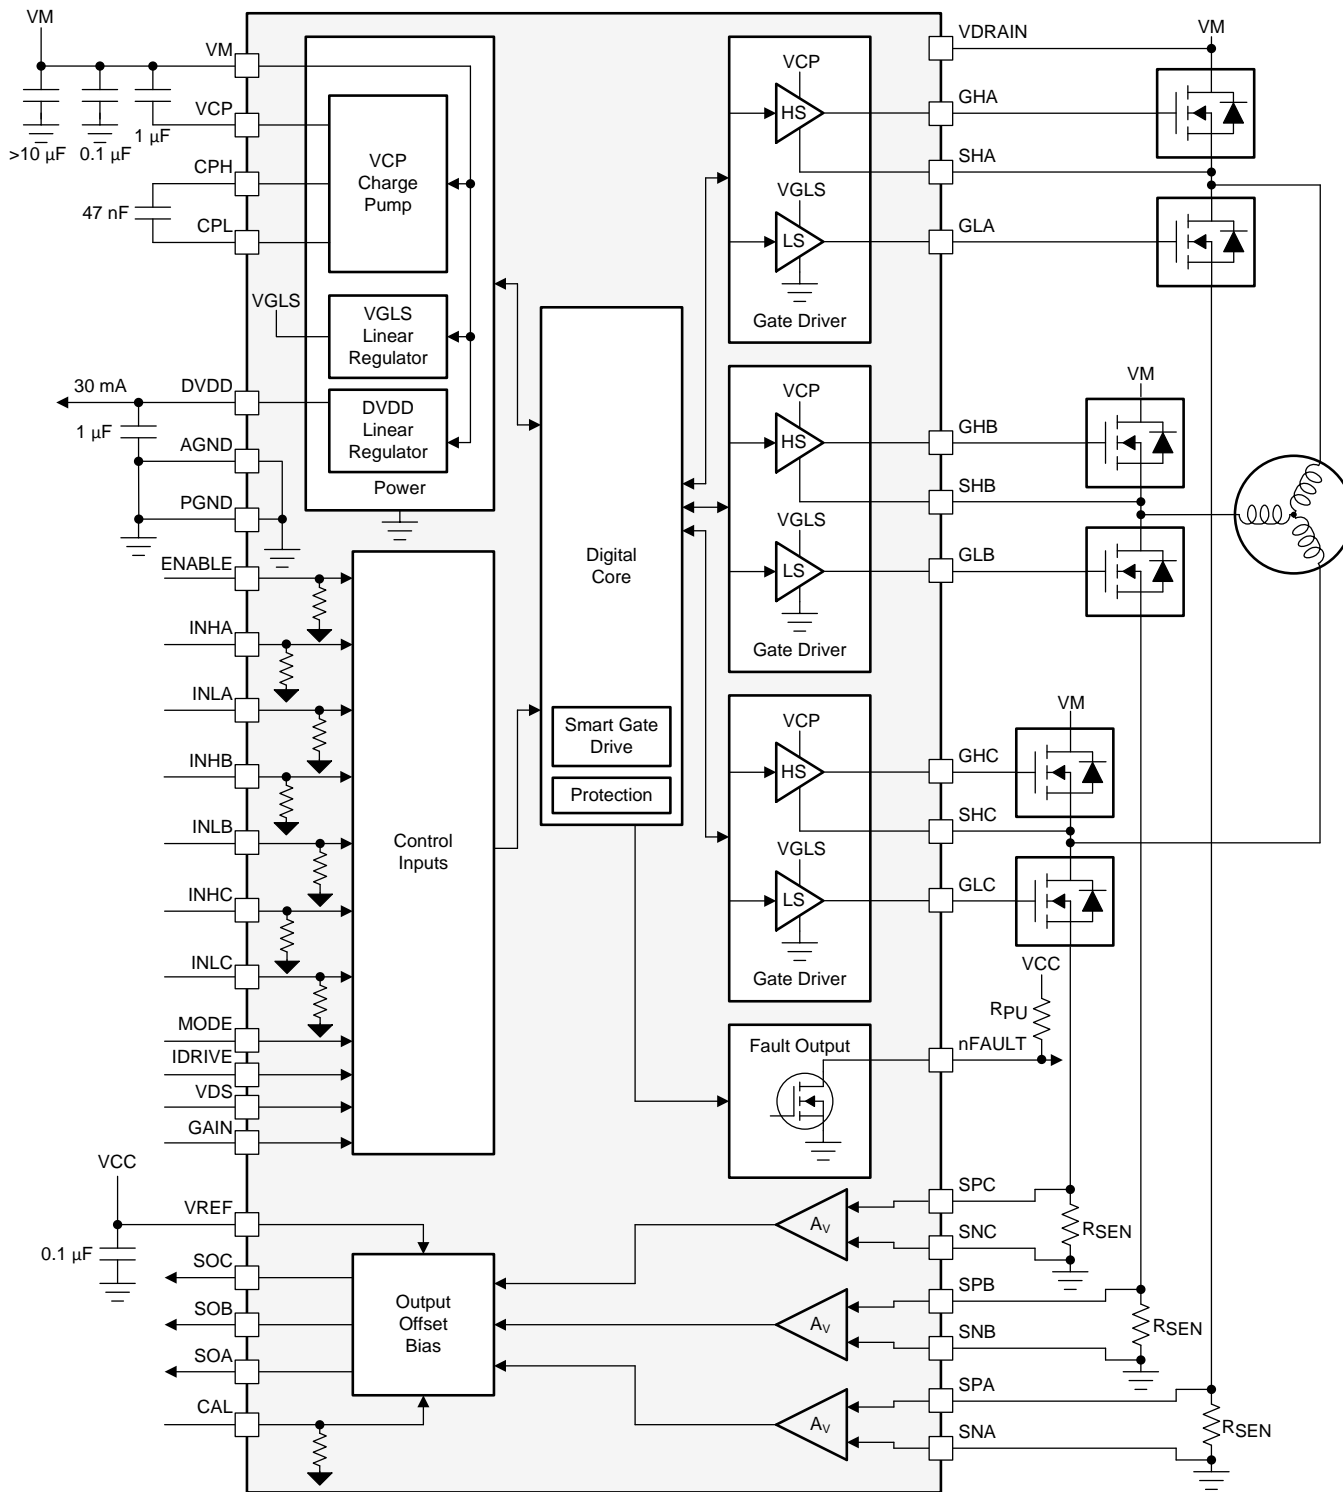 VM
VM
VCP
>10 µF
0.1 µF
1 µF
CPH
47 nF
CPL
VCP
Charge
Pump
VGLS
VGLS
Linear
Regulator
30 mA
DVDD
1 µF
DVDD
Linear
Regulator
AGND
Power
PGND
ENABLE
INHA
INLA
INHB
INLB
INHC
INLC
MODE
IDRIVE
VDS
GAIN
Control
Inputs
VCC
VREF
0.1 µF
SOC
SOB
SOA
CAL
Output
Offset
Bias
Digital
Core
Smart Gate
Drive
Protection
VCP
HS
VGLS
LS
Gate Driver
VCP
HS
VGLS
LS
Gate Driver
VCP
HS
VGLS
LS
Gate Driver
Fault Output
AV
AV
AV
VDRAIN
VM
GHA
SHA
GLA
VM
GHB
SHB
GLB
VM
GHC
SHC
GLC
VCC
RPU
nFAULT
SPC
RSEN
SNC
SPB
RSEN
SNB
SPA
RSEN
SNA